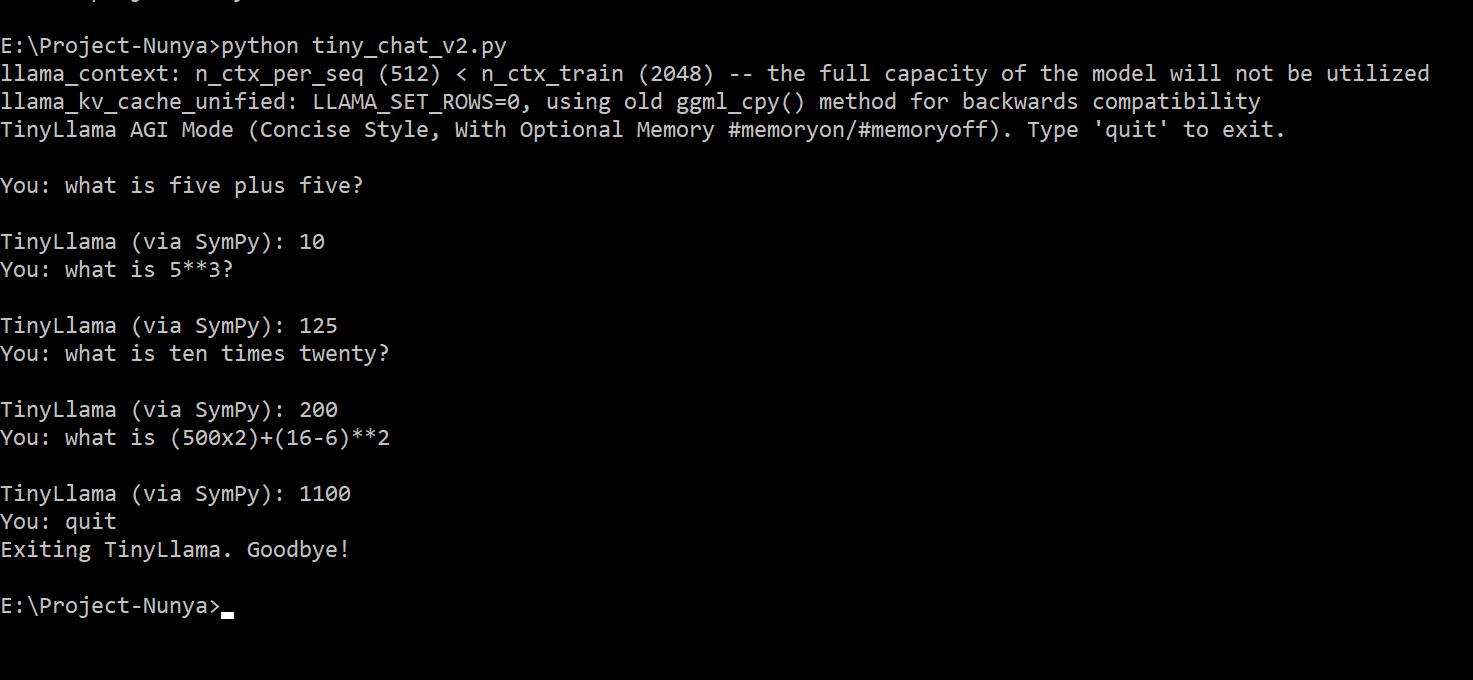 E:\Project-Nunya>python tiny_chat_v2.py
llama_context: n_ctx_per_seq (512) < n_ctx_train (2048) -- the full capacity of the model will not be utilized
llama_kv_cache_unified: LLAMA_SET_ROWS=0, using old ggml_cpy() method for backwards compatibility
TinyLlama AGI Mode (Concise Style, With Optional Memory #memoryon/#memoryoff). Type 'quit' to exit.
You: what is five plus five?
TinyLlama (via SymPy): 10
You: what is 5**3?
TinyLlama (via SymPy): 125
You: what is ten times twenty?
TinyLlama (via SymPy): 200
You: what is (500x2)+(16-6)**2
TinyLlama (via SymPy): 1100
You: quit
Exiting TinyLlama. Goodbye!
E:\Project-Nunya>